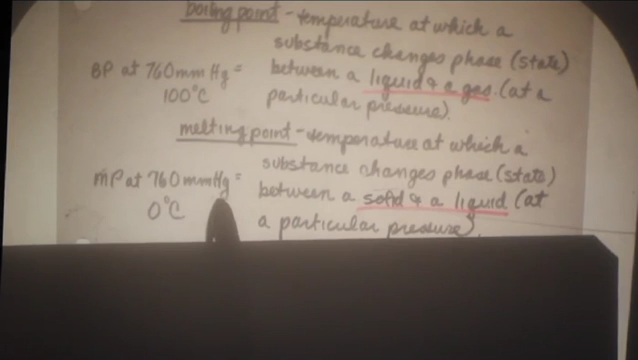 boiling point - temperature at which a
substance changes phase (state)
BP at 760 mm Hg = between a liquid & a gas. (at a
100°C particular pressure).
melting point - temperature at which a
substance changes phase (state)
MP at 760 mmHg = between a solid & a liquid (at
0°C a particular pressure).